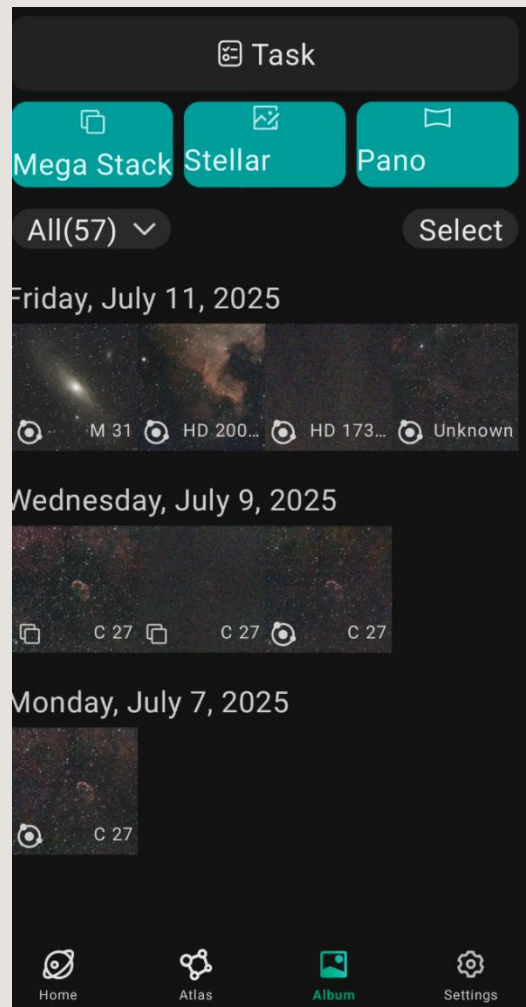 Task
Mega Stack Stellar Pano
All(57) Select
Friday, July 11, 2025
M 31 HD 200... HD 173... Unknown
Wednesday, July 9, 2025
C 27 C 27 C 27
Monday, July 7, 2025
C 27
Home Atlas Album Settings